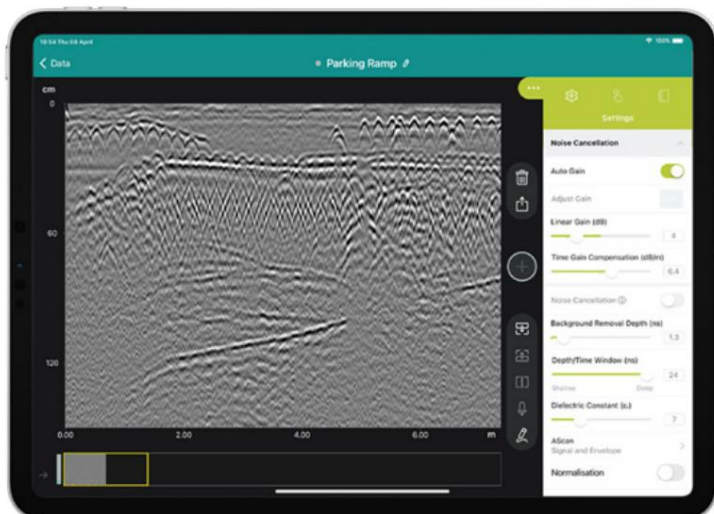 19:54 Thu 08 April
100%
Data
Parking Ramp
cm
0
60
120
0.00 2.00 4.00 6.00 m
Settings
Noise Cancellation
Auto Gain
Adjust Gain
Linear Gain (dB)
6
Time Gain Compensation (dB/m)
6.4
Noise Cancellation
Background Removal Depth (ns)
1.3
Depth/Time Window (ns)
24
Shallow Deep
Dielectric Constant (εᵣ)
7
AScan
Signal and Envelope
Normalisation